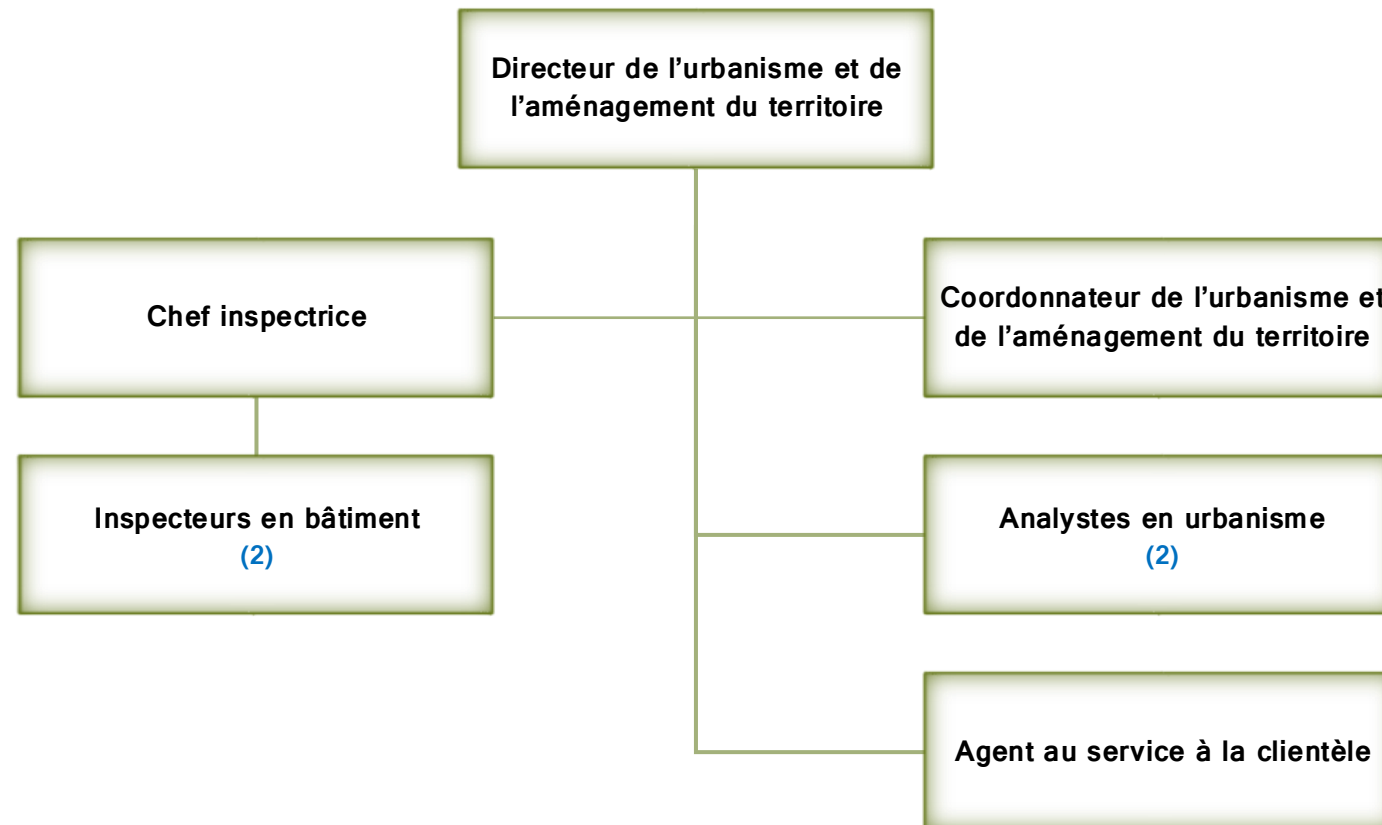 Directeur de l’urbanisme et de
l’aménagement du territoire
Chef inspectrice
Coordonnateur de l’urbanisme et
de l’aménagement du territoire
Inspecteurs en bâtiment
(2)
Analystes en urbanisme
(2)
Agent au service à la clientèle